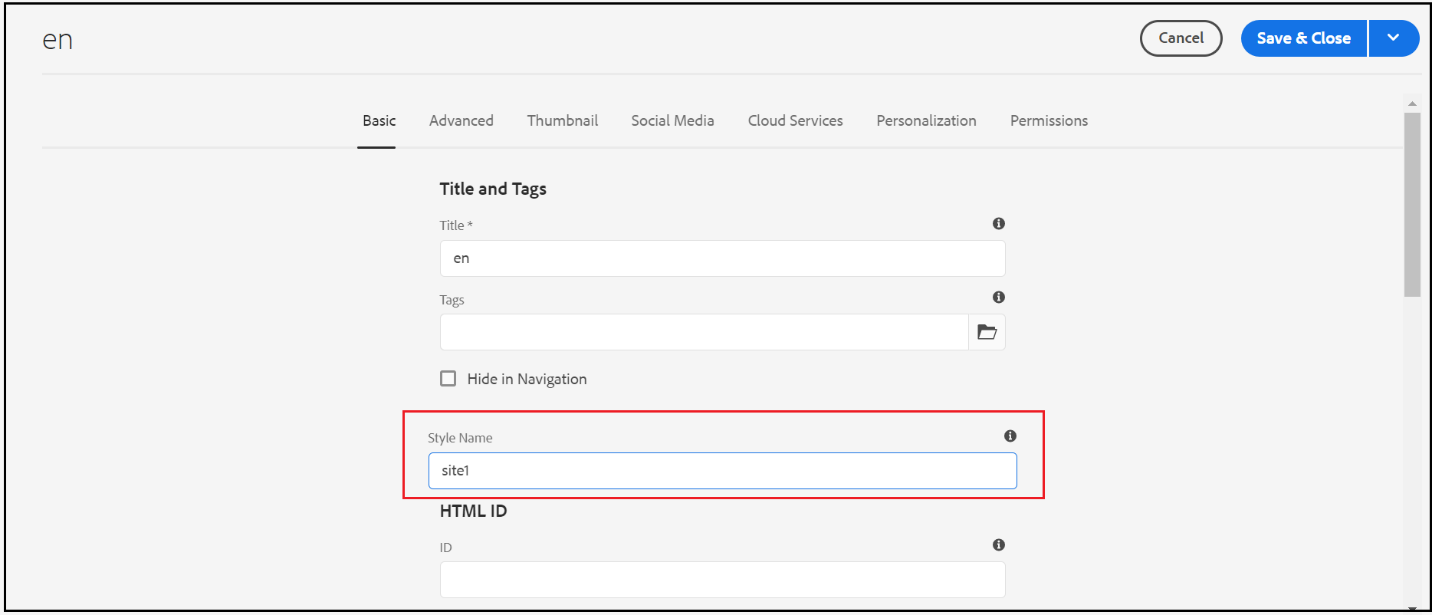 en
Cancel
Save & Close
Basic Advanced Thumbnail Social Media Cloud Services Personalization Permissions
Title and Tags
Title *
en
Tags
Hide in Navigation
Style Name
site1
HTML ID
ID